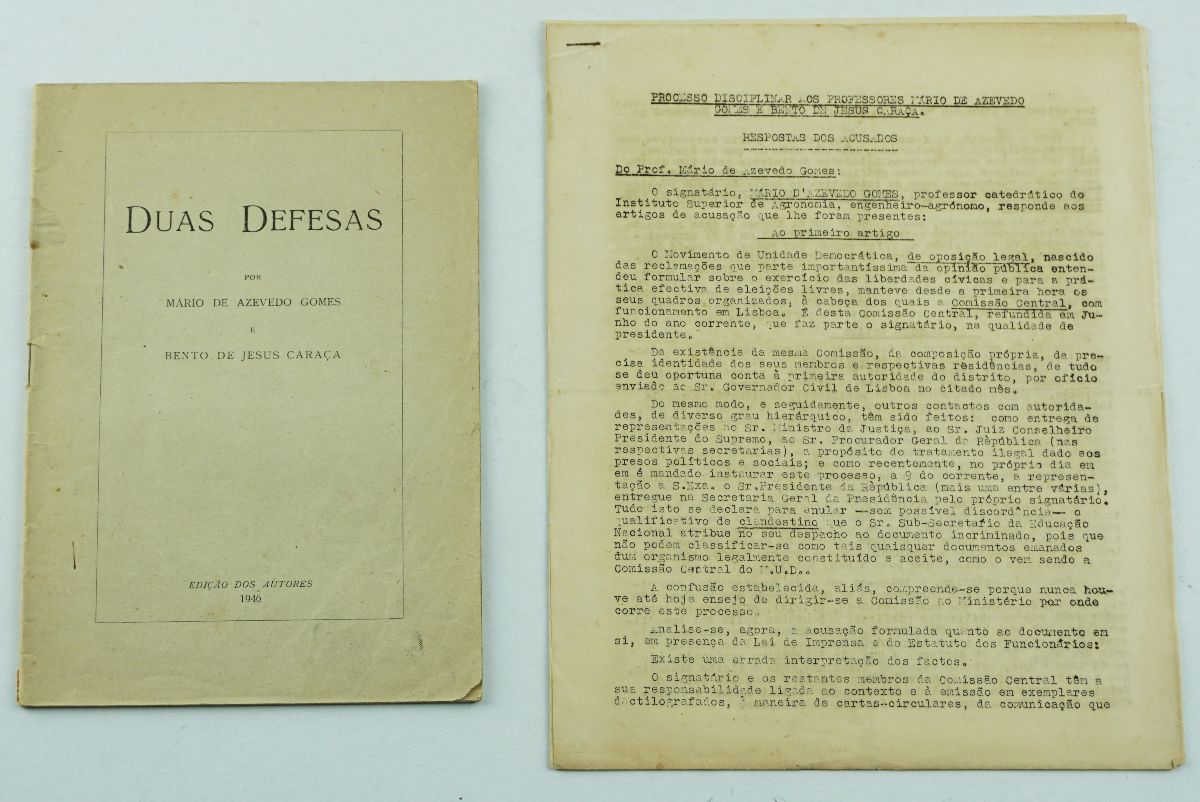 DUAS DEFESAS
POR
MÁRIO DE AZEVEDO GOMES
E
BENTO DE JESUS CARAÇA
EDIÇÃO DOS AUTORES
1946
PROCESSO DISCIPLINAR AOS PROFESSORES MÁRIO DE AZEVEDO
GOMES E BENTO DE JESUS CARAÇA.
RESPOSTAS DOS ACUSADOS
Do Prof. Mário de Azevedo Gomes:
O signatário, MÁRIO D'AZEVEDO GOMES, professor catedrático do
Instituto Superior de Agronomia, engenheiro-agrónomo, responde aos
artigos de acusação que lhe foram presentes:
Ao primeiro artigo
O Movimento de Unidade Democrática, de oposição legal, nascido
das reclamações que parte importantíssima da opinião pública enten-
deu formular sobre o exercício das liberdades cívicas e para a prá-
tica efectiva de eleições livres, manteve desde a primeira hora os
seus quadros organizados, à cabeça dos quais a Comissão Central, com
funcionamento em Lisboa. É desta Comissão Central, refundida em Ju-
nho do ano corrente, que faz parte o signatário, na qualidade de
presidente.
Da existência da mesma Comissão, da composição própria, da pre-
cisa identidade dos seus membros e respectivas residências, de tudo
se deu oportuna conta à primeira autoridade do distrito, por ofício
enviado ao Sr. Governador Civil de Lisboa no citado mês.
Do mesmo modo, e seguidamente, outros contactos com autorida-
des, de diverso grau hierárquico, têm sido feitos: como entrega de
representações ao Sr. Ministro da Justiça, ao Sr. Juiz Conselheiro
Presidente do Supremo, ao Sr. Procurador Geral da República (nas
respectivas secretarias), a propósito do tratamento ilegal dado aos
presos políticos e sociais; e como recentemente, no próprio dia em
em é mandado instaurar este processo, a 9 do corrente, a represen-
tação a S.Exa. o Sr.Presidente da República (mais uma entre várias),
entregue na Secretaria Geral da Presidência pelo próprio signatário.
Tudo isto se declara para anular —sem possível discordância— o
qualificativo de clandestino que o Sr. Sub-Secretário da Educação
Nacional atribue no seu despacho ao documento incriminado, pois que
não podem classificar-se como tais quaisquer documentos emanados
dum organismo legalmente constituído e aceite, como o vem sendo a
Comissão Central do M.U.D..
A confusão estabelecida, aliás, compreende-se porque nunca hou-
ve até hoje ensejo de dirigir-se a Comissão ao Ministério por onde
corre este processo.
Analise-se, agora, a acusação formulada quanto ao documento em
si, em presença da Lei de Imprensa e do Estatuto dos Funcionários:
Existe uma errada interpretação dos factos.
O signatário e os restantes membros da Comissão Central têm a
sua responsabilidade ligada ao contexto e à emissão em exemplares
dactilografados, à maneira de cartas-circulares, da comunicação que